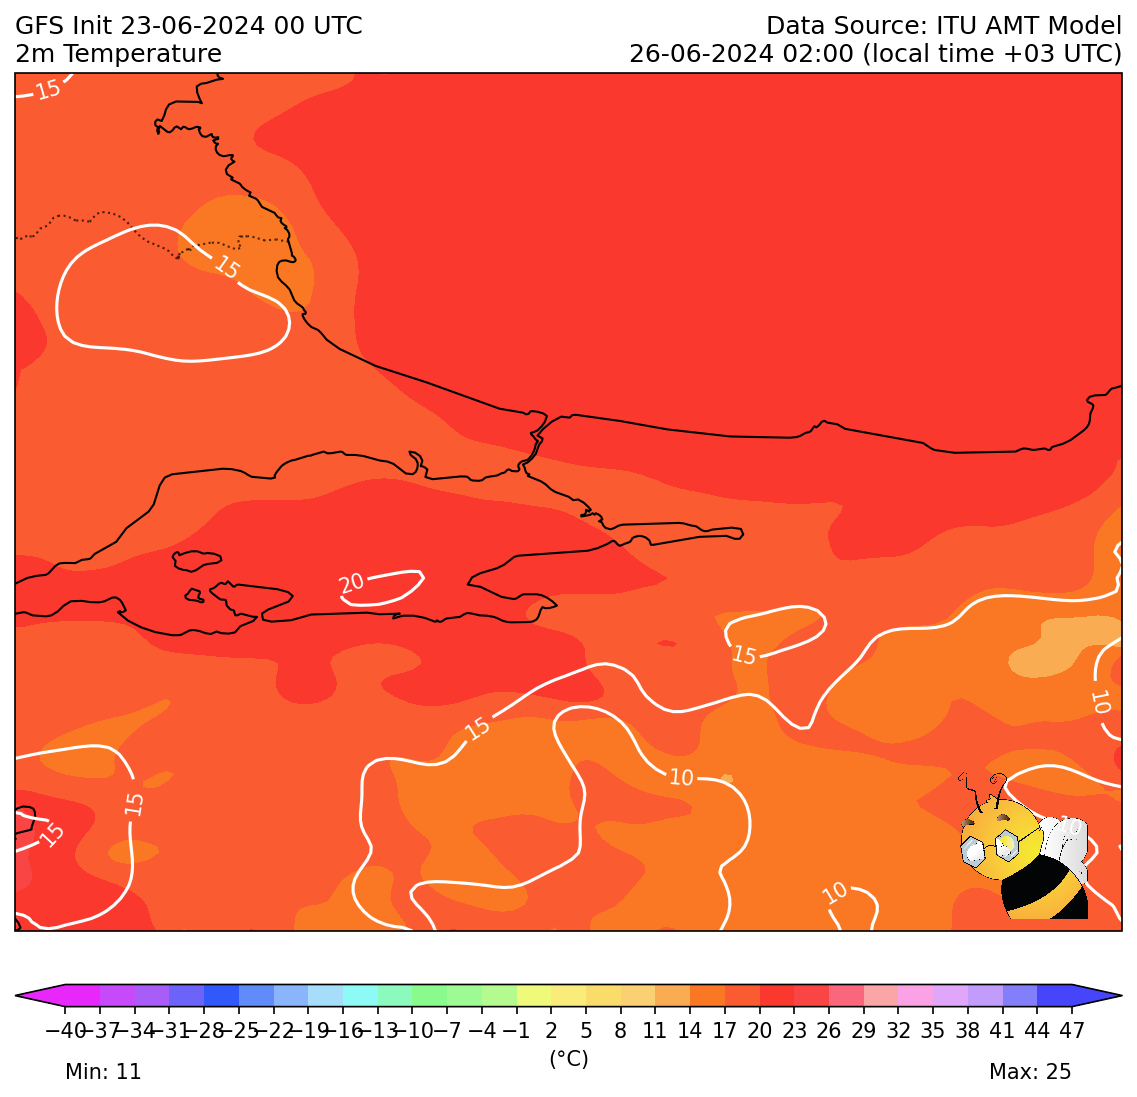 GFS Init 23-06-2024 00 UTC
Data Source: ITU AMT Model
2m Temperature
26-06-2024 02:00 (local time +03 UTC)
15
15
20
15
15
10
10
15
15
10
10
−40 −37 −34 −31 −28 −25 −22 −19 −16 −13 −10 −7 −4 −1 2 5 8 11 14 17 20 23 26 29 32 35 38 41 44 47
(°C)
Min: 11
Max: 25